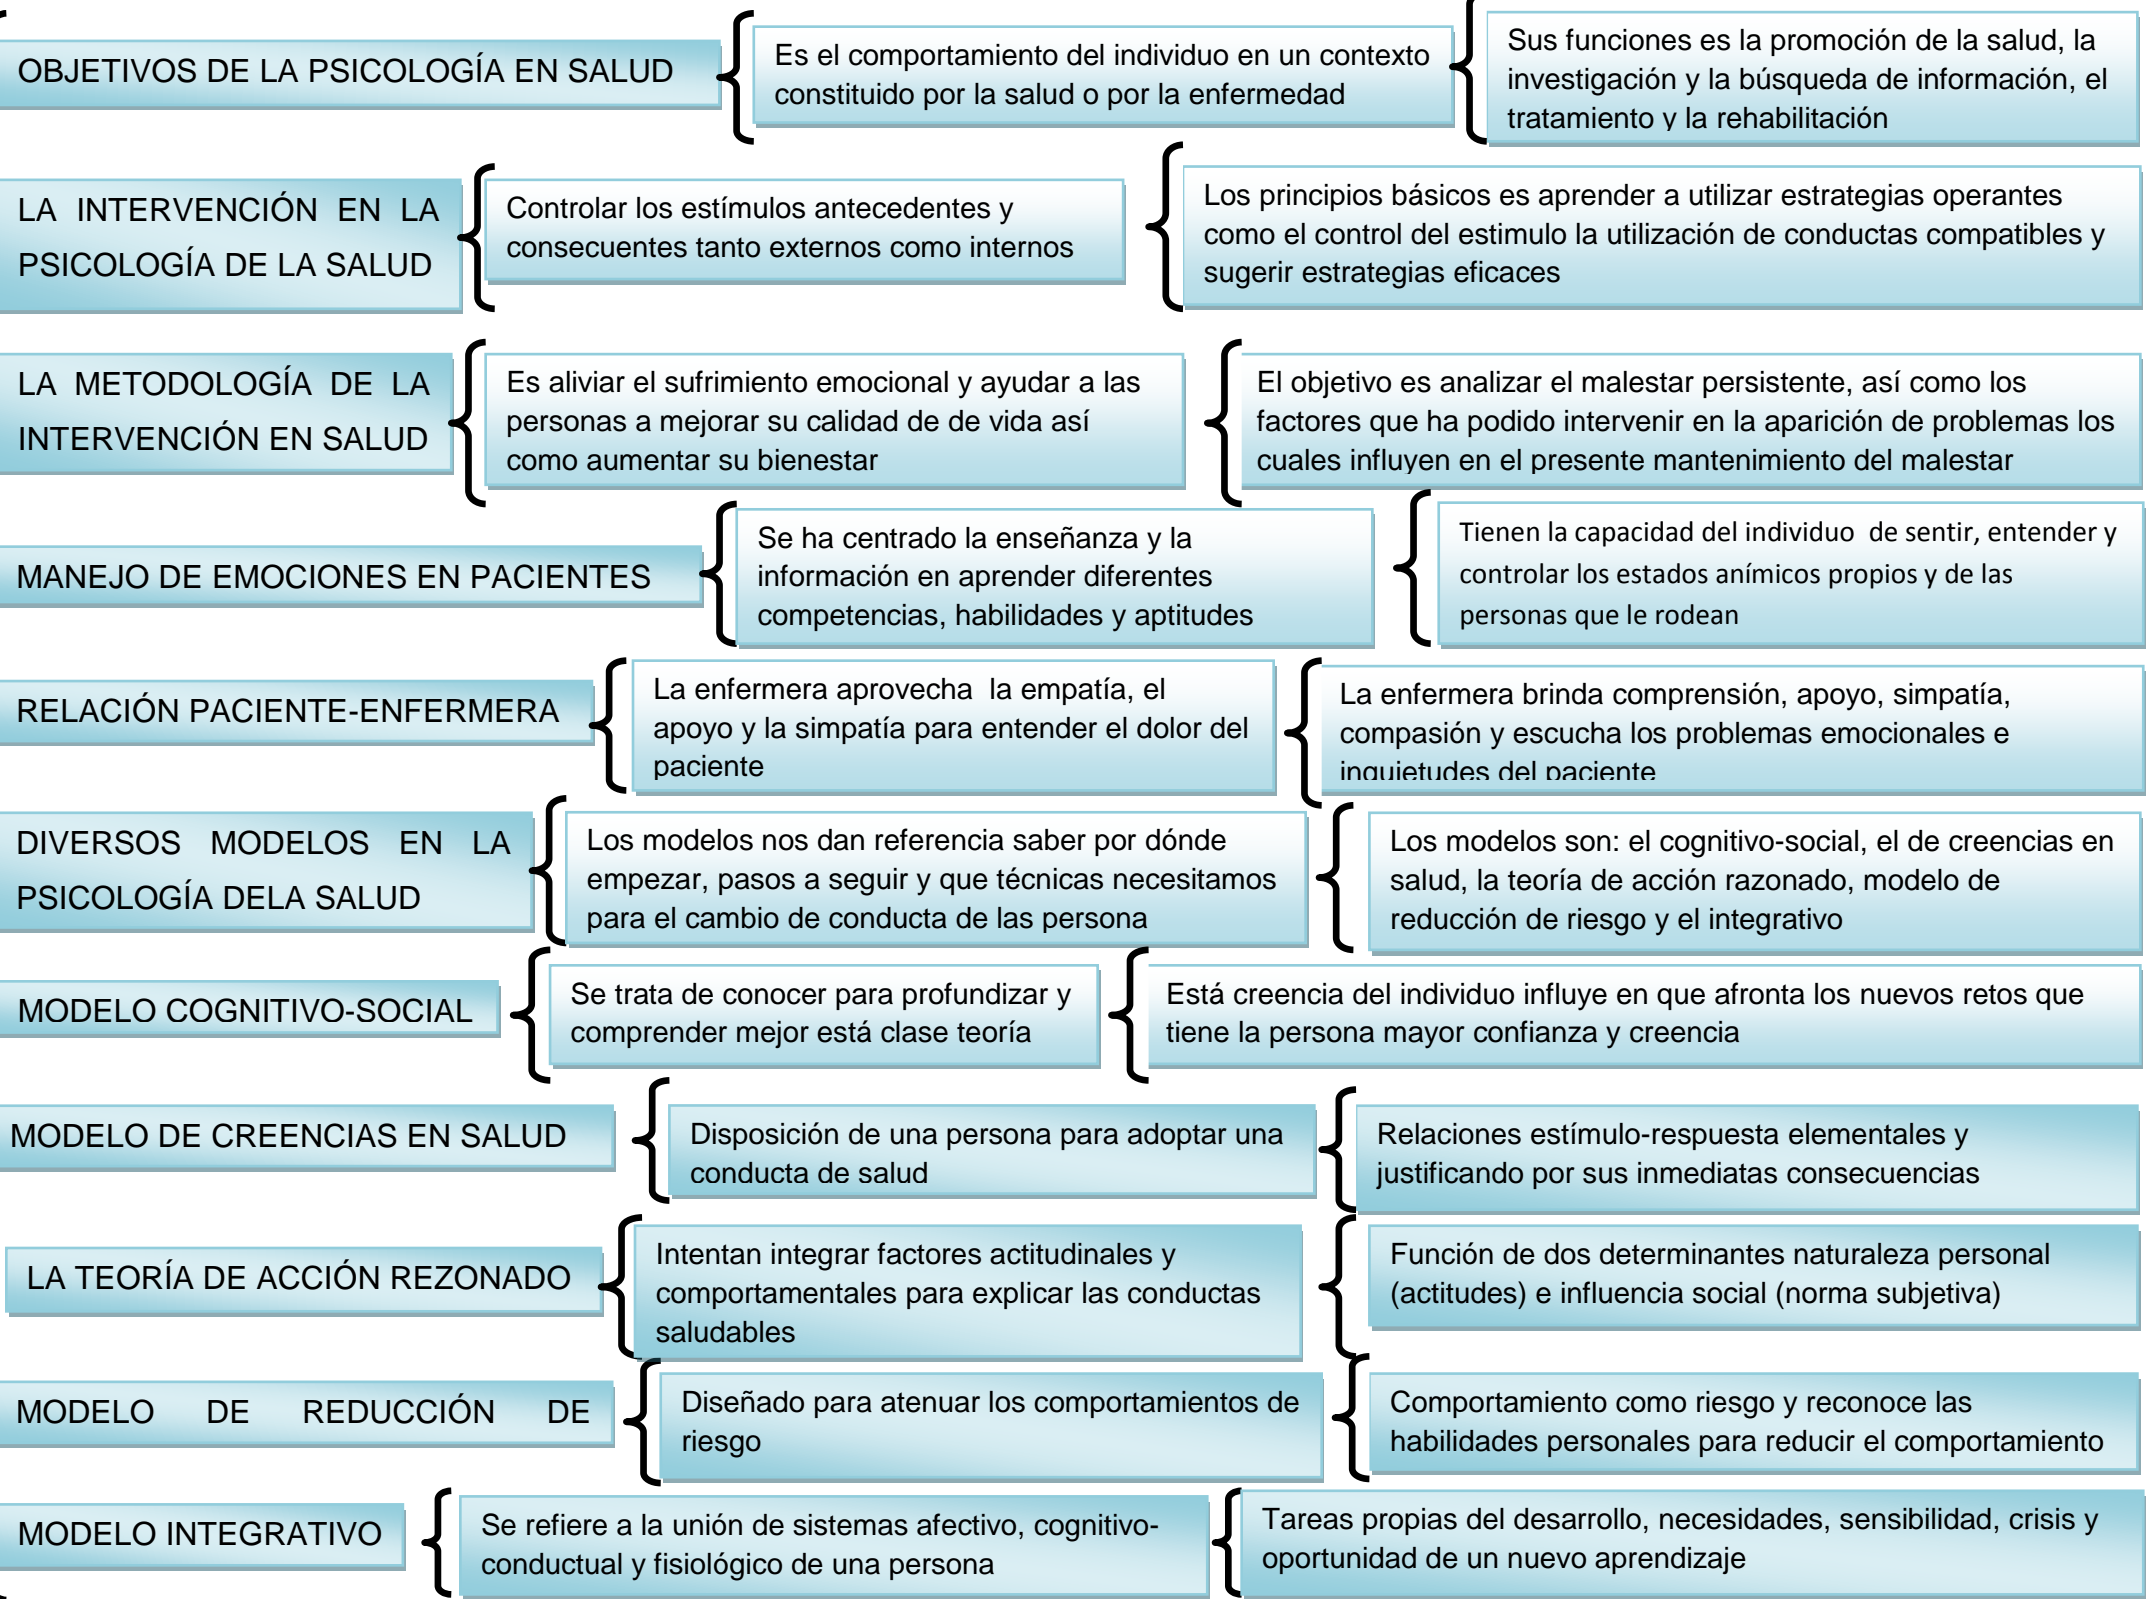 OBJETIVOS DE LA PSICOLOGÍA EN SALUD
Es el comportamiento del individuo en un contexto
constituido por la salud o por la enfermedad
Sus funciones es la promoción de la salud, la
investigación y la búsqueda de información, el
tratamiento y la rehabilitación
LA INTERVENCIÓN EN LA
PSICOLOGÍA DE LA SALUD
Controlar los estímulos antecedentes y
consecuentes tanto externos como internos
Los principios básicos es aprender a utilizar estrategias operantes
como el control del estimulo la utilización de conductas compatibles y
sugerir estrategias eficaces
LA METODOLOGÍA DE LA
INTERVENCIÓN EN SALUD
Es aliviar el sufrimiento emocional y ayudar a las
personas a mejorar su calidad de de vida así
como aumentar su bienestar
El objetivo es analizar el malestar persistente, así como los
factores que ha podido intervenir en la aparición de problemas los
cuales influyen en el presente mantenimiento del malestar
MANEJO DE EMOCIONES EN PACIENTES
Se ha centrado la enseñanza y la
información en aprender diferentes
competencias, habilidades y aptitudes
Tienen la capacidad del individuo  de sentir, entender y
controlar los estados anímicos propios y de las
personas que le rodean
RELACIÓN PACIENTE-ENFERMERA
La enfermera aprovecha  la empatía, el
apoyo y la simpatía para entender el dolor del
paciente
La enfermera brinda comprensión, apoyo, simpatía,
compasión y escucha los problemas emocionales e
inquietudes del paciente
DIVERSOS MODELOS EN LA
PSICOLOGÍA DELA SALUD
Los modelos nos dan referencia saber por dónde
empezar, pasos a seguir y que técnicas necesitamos
para el cambio de conducta de las persona
Los modelos son: el cognitivo-social, el de creencias en
salud, la teoría de acción razonado, modelo de
reducción de riesgo y el integrativo
MODELO COGNITIVO-SOCIAL
Se trata de conocer para profundizar y
comprender mejor está clase teoría
Está creencia del individuo influye en que afronta los nuevos retos que
tiene la persona mayor confianza y creencia
MODELO DE CREENCIAS EN SALUD
Disposición de una persona para adoptar una
conducta de salud
Relaciones estímulo-respuesta elementales y
justificando por sus inmediatas consecuencias
LA TEORÍA DE ACCIÓN REZONADO
Intentan integrar factores actitudinales y
comportamentales para explicar las conductas
saludables
Función de dos determinantes naturaleza personal
(actitudes) e influencia social (norma subjetiva)
MODELO DE REDUCCIÓN DE
Diseñado para atenuar los comportamientos de
riesgo
Comportamiento como riesgo y reconoce las
habilidades personales para reducir el comportamiento
MODELO INTEGRATIVO
Se refiere a la unión de sistemas afectivo, cognitivo-
conductual y fisiológico de una persona
Tareas propias del desarrollo, necesidades, sensibilidad, crisis y
oportunidad de un nuevo aprendizaje